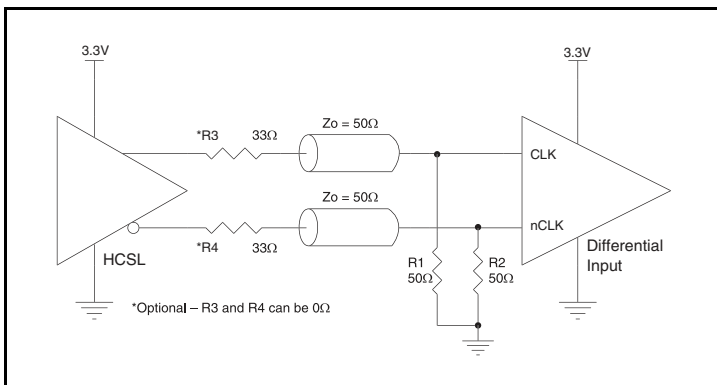 3.3V
3.3V
*R3 33Ω
Zo = 50Ω
CLK
Zo = 50Ω
nCLK
*R4 33Ω
HCSL
R1
50Ω
R2
50Ω
Differential
Input
*Optional – R3 and R4 can be 0Ω